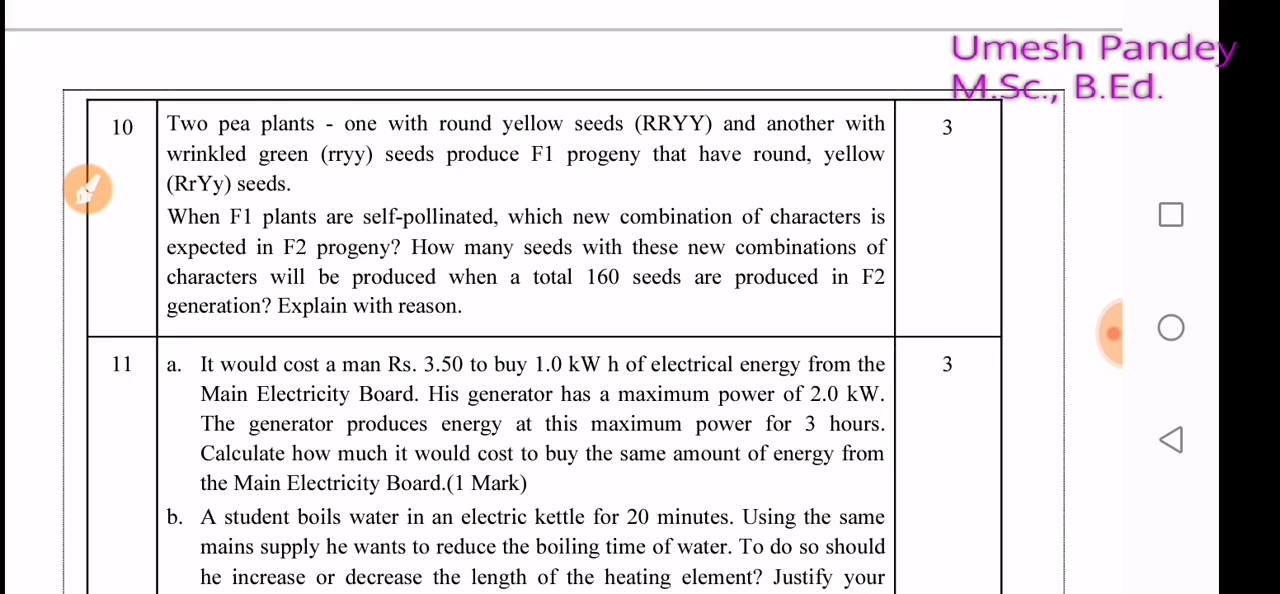 Umesh Pandey
M.Sc., B.Ed.
10
Two pea plants - one with round yellow seeds (RRYY) and another with
3
wrinkled green (rryy) seeds produce F1 progeny that have round, yellow
(RrYy) seeds.
When F1 plants are self-pollinated, which new combination of characters is
expected in F2 progeny? How many seeds with these new combinations of
characters will be produced when a total 160 seeds are produced in F2
generation? Explain with reason.
11
a. It would cost a man Rs. 3.50 to buy 1.0 kW h of electrical energy from the
3
Main Electricity Board. His generator has a maximum power of 2.0 kW.
The generator produces energy at this maximum power for 3 hours.
Calculate how much it would cost to buy the same amount of energy from
the Main Electricity Board.(1 Mark)
b. A student boils water in an electric kettle for 20 minutes. Using the same
mains supply he wants to reduce the boiling time of water. To do so should
he increase or decrease the length of the heating element? Justify your